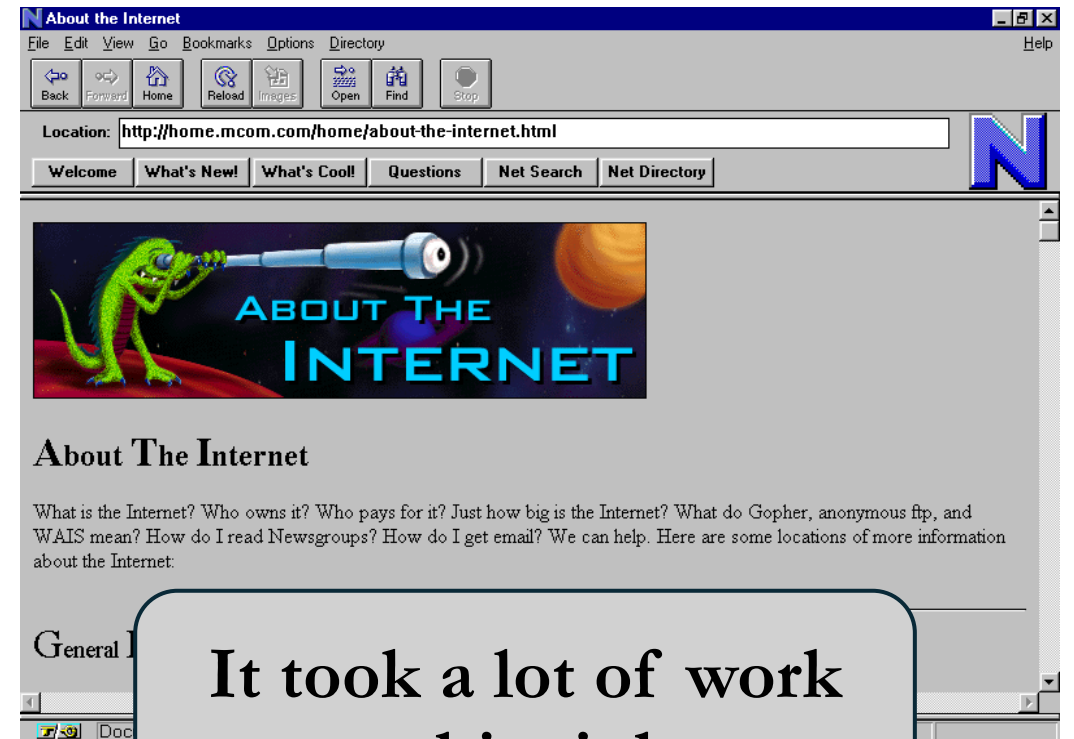 About the Internet
File Edit View Go Bookmarks Options Directory Help
Back Forward Home Reload Images Open Find Stop
Location: http://home.mcom.com/home/about-the-internet.html
Welcome What's New! What's Cool! Questions Net Search Net Directory
ABOUT THE
INTERNET
About The Internet
What is the Internet? Who owns it? Who pays for it? Just how big is the Internet? What do Gopher, anonymous ftp, and
WAIS mean? How do I read Newsgroups? How do I get email? We can help. Here are some locations of more information
about the Internet:
General
It took a lot of work
Doc